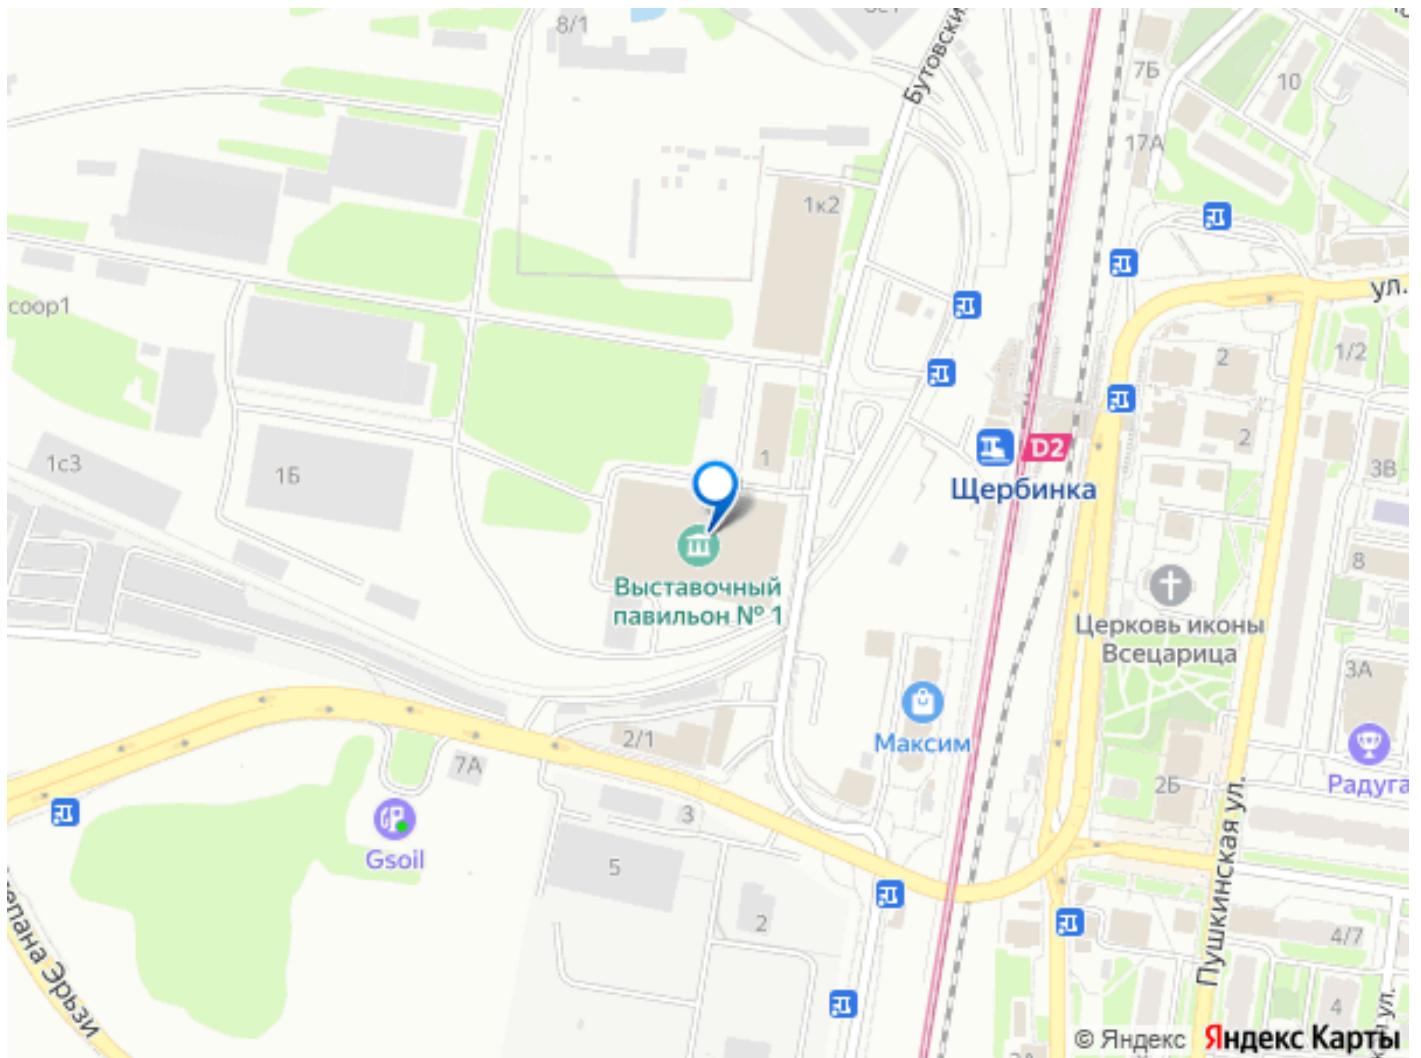 8/1
Бутовский
7Б
10
17А
1к2
ул.
соор1
2
1/2
1
2
1с3
1Б
D2
3В
Щербинка
8
Выставочный
павильон № 1
Церковь иконы
Всецарица
3А
Максим
2/1
7А
2Б
Радуга
3
Gsoil
5
Пушкинская ул.
2
4/7
епана Эрьзи
4
ул.
© Яндекс
Яндекс Карты